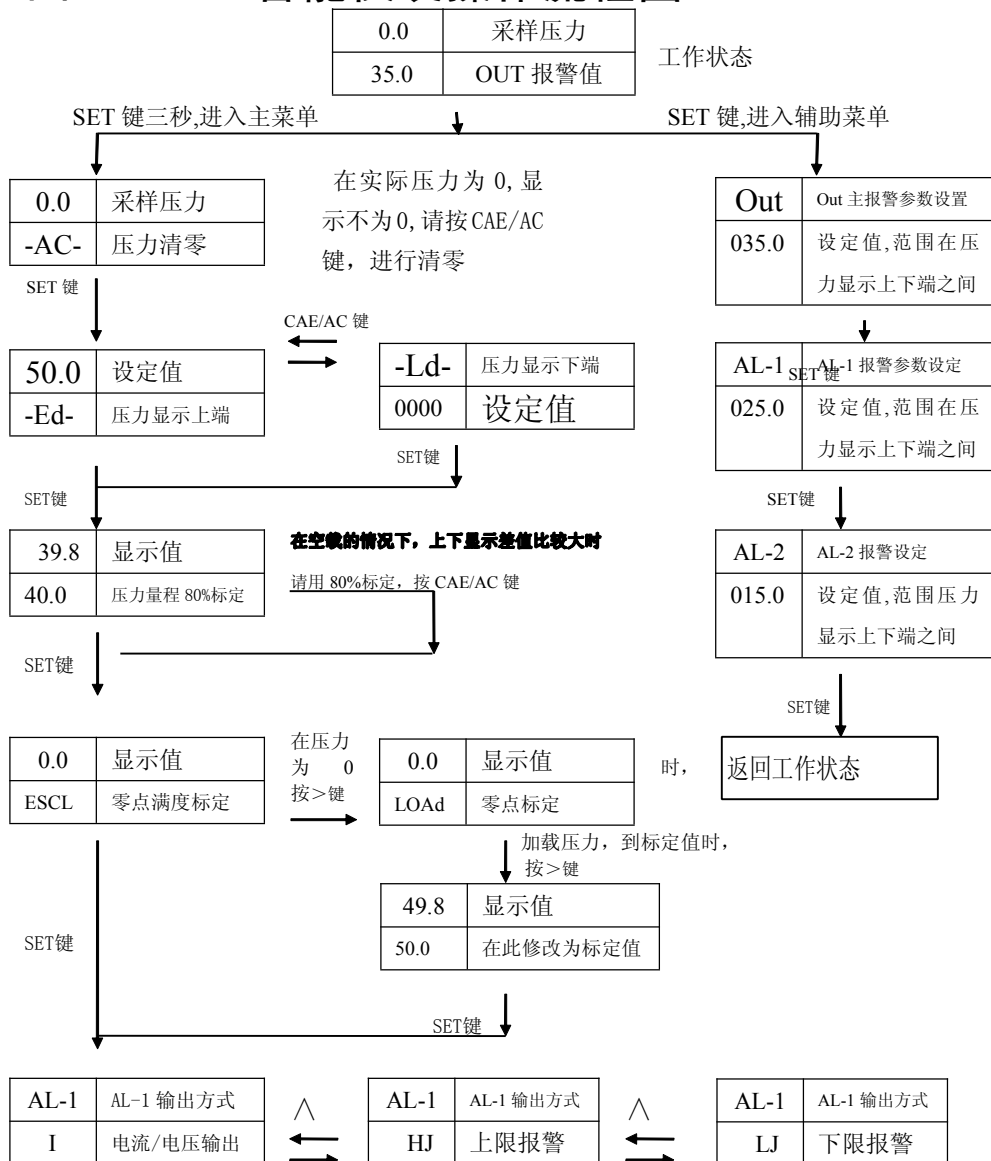 0.0 采样压力
35.0 OUT 报警值
工作状态
SET 键三秒,进入主菜单
SET 键,进入辅助菜单
0.0 采样压力
-AC- 压力清零
在实际压力为 0,显
示不为0,请按CAE/AC
键，进行清零
Out Out 主报警参数设置
035.0 设定值,范围在压
力显示上下端之间
SET 键
CAE/AC 键
50.0 设定值
-Ed- 压力显示上端
-Ld- 压力显示下端
0000 设定值
AL-1 AL-1 报警参数设定
SET 键
025.0 设定值,范围在压
力显示上下端之间
SET键
SET键
SET键
39.8 显示值
40.0 压力量程 80%标定
在空载的情况下，上下显示差值比较大时
请用 80%标定，按 CAE/AC 键
AL-2 AL-2 报警设定
015.0 设定值,范围压力
显示上下端之间
SET键
SET键
0.0 显示值
ESCL 零点满度标定
在压力
为 0
按＞键
0.0 显示值
LOAd 零点标定
时，
返回工作状态
加载压力，到标定值时，
按＞键
49.8 显示值
50.0 在此修改为标定值
SET键
SET键
AL-1 AL-1 输出方式
I 电流/电压输出
∧
AL-1 AL-1 输出方式
HJ 上限报警
∧
AL-1 AL-1 输出方式
LJ 下限报警